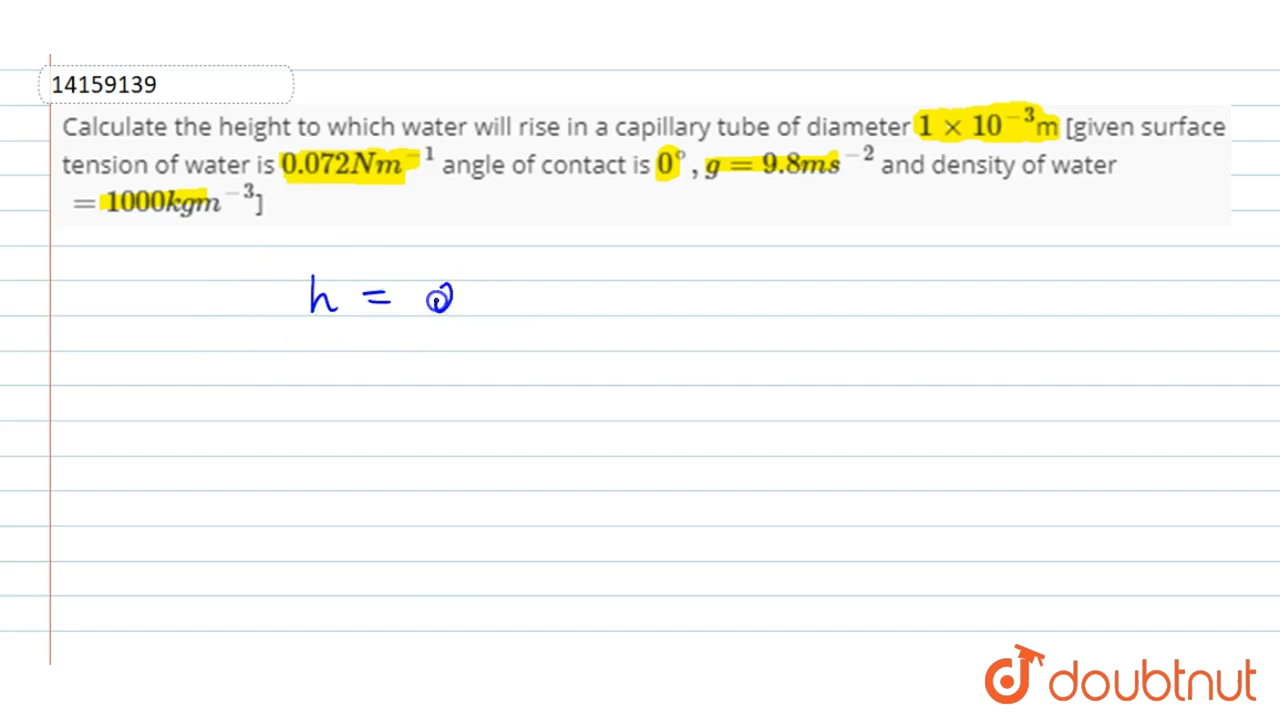 14159139
Calculate the height to which water will rise in a capillary tube of diameter 1 × 10⁻³m [given surface
tension of water is 0.072Nm⁻¹ angle of contact is 0°, g = 9.8ms⁻² and density of water
= 1000kgm⁻³]
h =
doubtnut